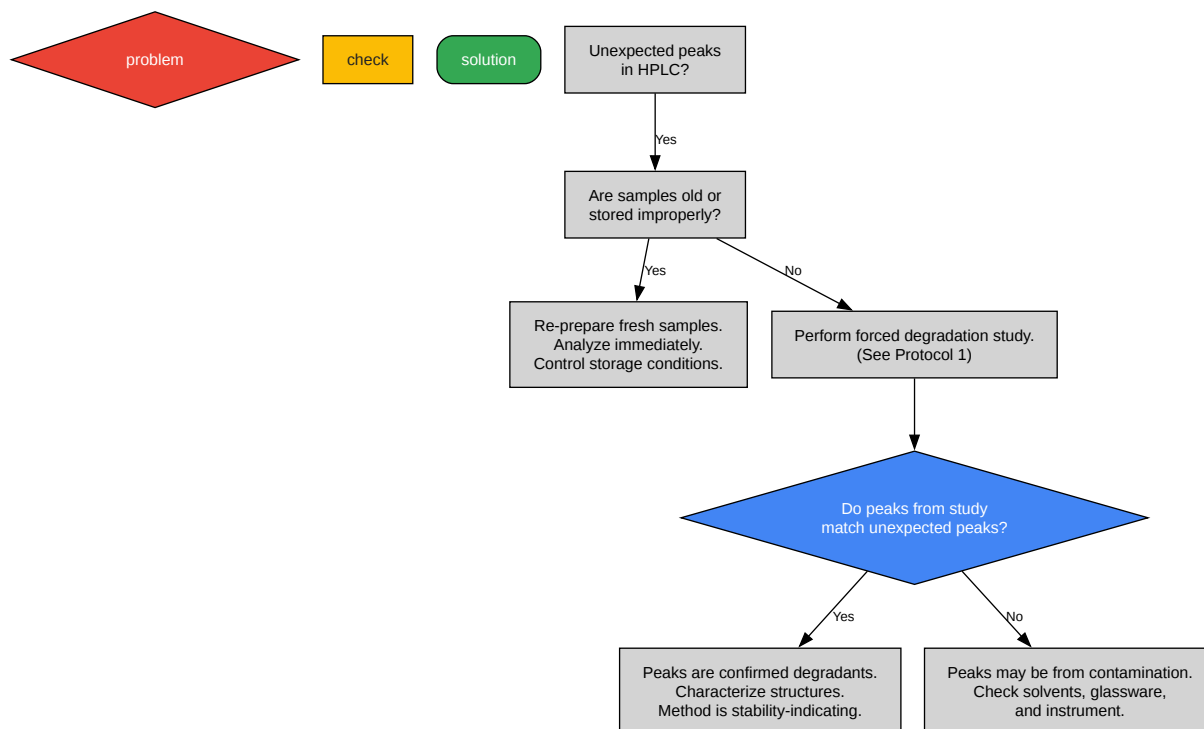 problem
check
solution
Unexpected peaks
in HPLC?
Yes
Are samples old or
stored improperly?
Yes
No
Re-prepare fresh samples.
Analyze immediately.
Control storage conditions.
Perform forced degradation study.
(See Protocol 1)
Do peaks from study
match unexpected peaks?
Yes
No
Peaks are confirmed degradants.
Characterize structures.
Method is stability-indicating.
Peaks may be from contamination.
Check solvents, glassware,
and instrument.